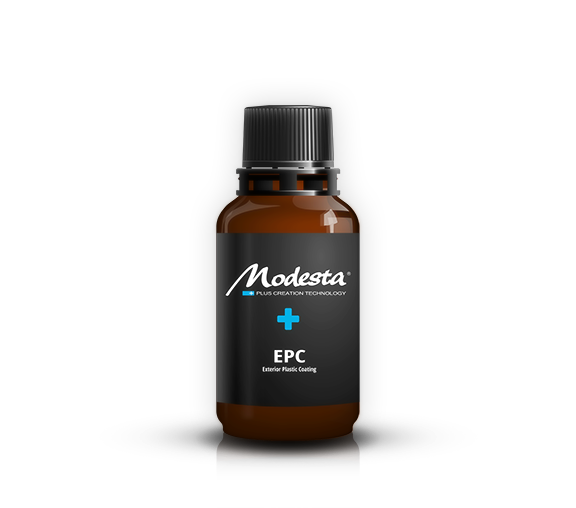 Modesta®
PLUS CREATION TECHNOLOGY
EPC
Exterior Plastic Coating